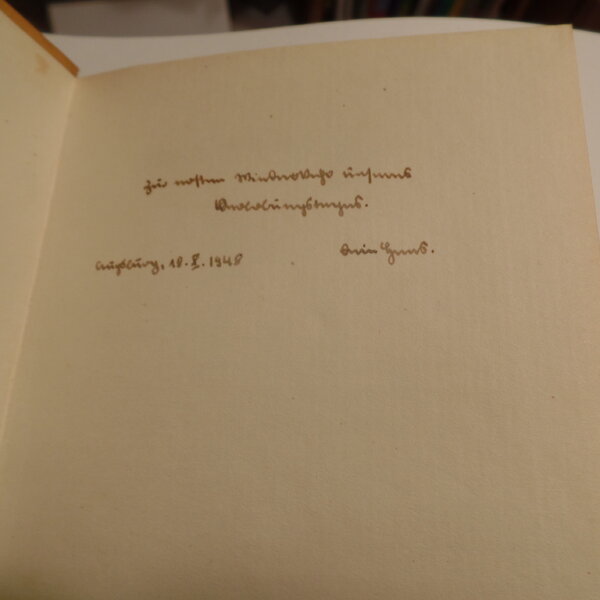 zur ersten Wiederkehr unseres
Verlobungstages.
Augsburg, 18. X. 1948
Dein Hans.